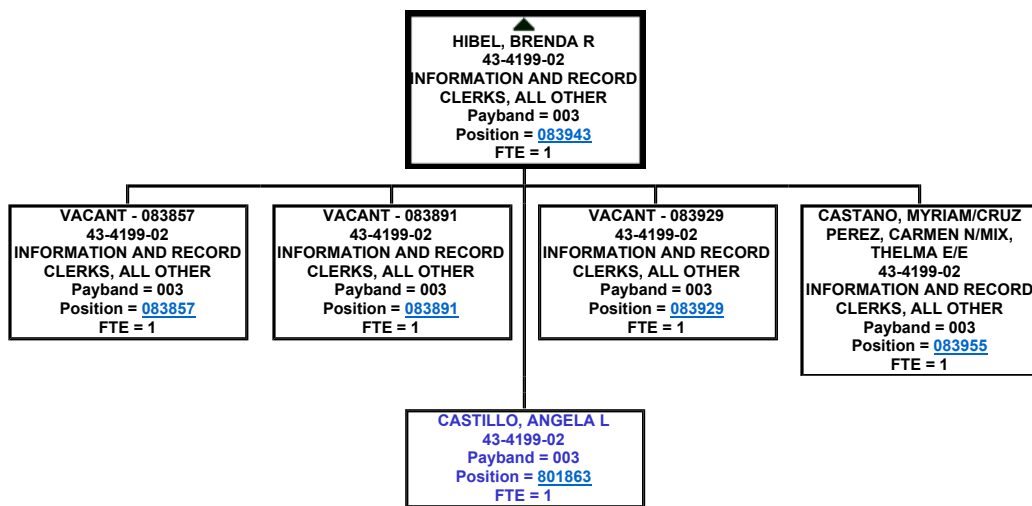 HIBEL, BRENDA R
43-4199-02
INFORMATION AND RECORD
CLERKS, ALL OTHER
Payband = 003
Position = 083943
FTE = 1
VACANT - 083857
43-4199-02
INFORMATION AND RECORD
CLERKS, ALL OTHER
Payband = 003
Position = 083857
FTE = 1
VACANT - 083891
43-4199-02
INFORMATION AND RECORD
CLERKS, ALL OTHER
Payband = 003
Position = 083891
FTE = 1
VACANT - 083929
43-4199-02
INFORMATION AND RECORD
CLERKS, ALL OTHER
Payband = 003
Position = 083929
FTE = 1
CASTANO, MYRIAM/CRUZ
PEREZ, CARMEN N/MIX,
THELMA E/E
43-4199-02
INFORMATION AND RECORD
CLERKS, ALL OTHER
Payband = 003
Position = 083955
FTE = 1
CASTILLO, ANGELA L
43-4199-02
Payband = 003
Position = 801863
FTE = 1